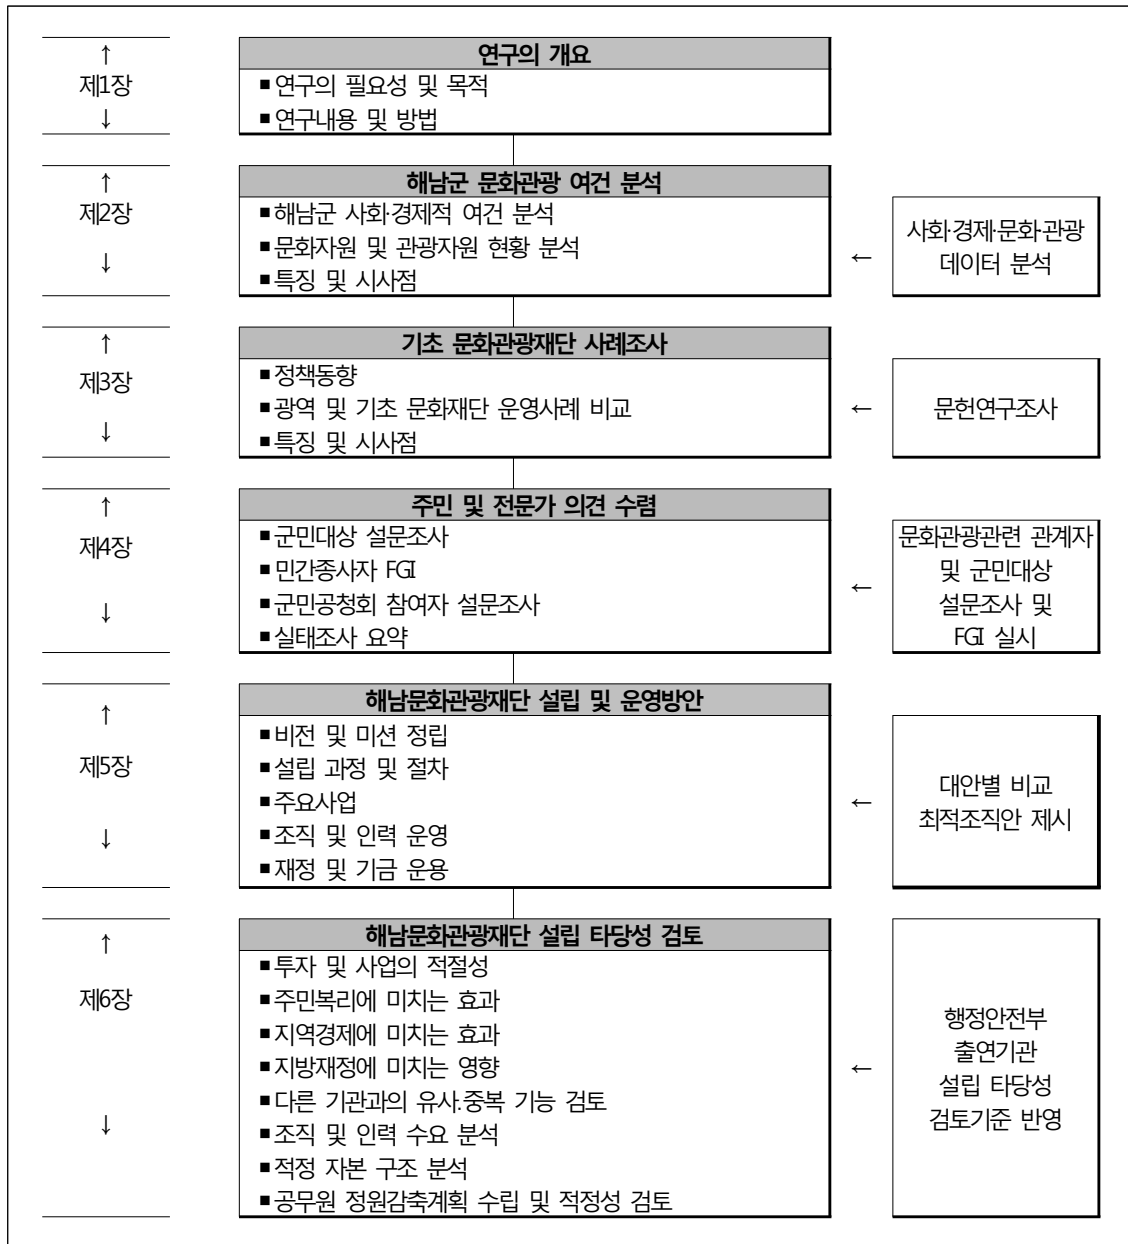 ↑
제1장
↓
연구의 개요
▪연구의 필요성 및 목적
▪연구내용 및 방법
↑
제2장
↓
해남군 문화관광 여건 분석
▪해남군 사회·경제적 여건 분석
▪문화자원 및 관광자원 현황 분석
▪특징 및 시사점
←
사회·경제·문화·관광
데이터 분석
↑
제3장
↓
기초 문화관광재단 사례조사
▪정책동향
▪광역 및 기초 문화재단 운영사례 비교
▪특징 및 시사점
←
문헌연구조사
↑
제4장
↓
주민 및 전문가 의견 수렴
▪군민대상 설문조사
▪민간종사자 FGI
▪군민공청회 참여자 설문조사
▪실태조사 요약
←
문화관광관련 관계자
및 군민대상
설문조사 및
FGI 실시
↑
제5장
↓
해남문화관광재단 설립 및 운영방안
▪비전 및 미션 정립
▪설립 과정 및 절차
▪주요사업
▪조직 및 인력 운영
▪재정 및 기금 운용
←
대안별 비교
최적조직안 제시
↑
제6장
↓
해남문화관광재단 설립 타당성 검토
▪투자 및 사업의 적절성
▪주민복리에 미치는 효과
▪지역경제에 미치는 효과
▪지방재정에 미치는 영향
▪다른 기관과의 유사.중복 기능 검토
▪조직 및 인력 수요 분석
▪적정 자본 구조 분석
▪공무원 정원감축계획 수립 및 적정성 검토
←
행정안전부
출연기관
설립 타당성
검토기준 반영